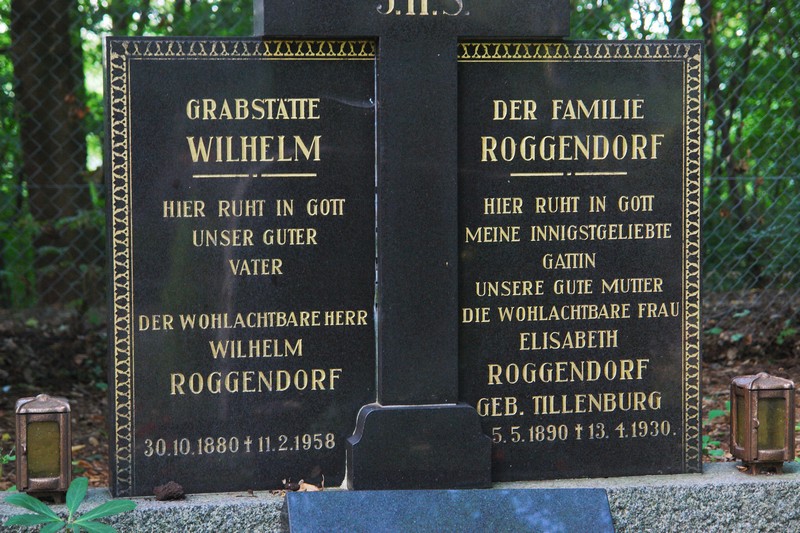 J.H.S.
GRABSTÄTTE
WILHELM
HIER RUHT IN GOTT
UNSER GUTER
VATER
DER WOHLACHTBARE HERR
WILHELM
ROGGENDORF
30.10.1880 † 11.2.1958
DER FAMILIE
ROGGENDORF
HIER RUHT IN GOTT
MEINE INNIGSTGELIEBTE
GATTIN
UNSERE GUTE MUTTER
DIE WOHLACHTBARE FRAU
ELISABETH
ROGGENDORF
GEB. TILLENBURG
5.5.1890 † 13.4.1930.